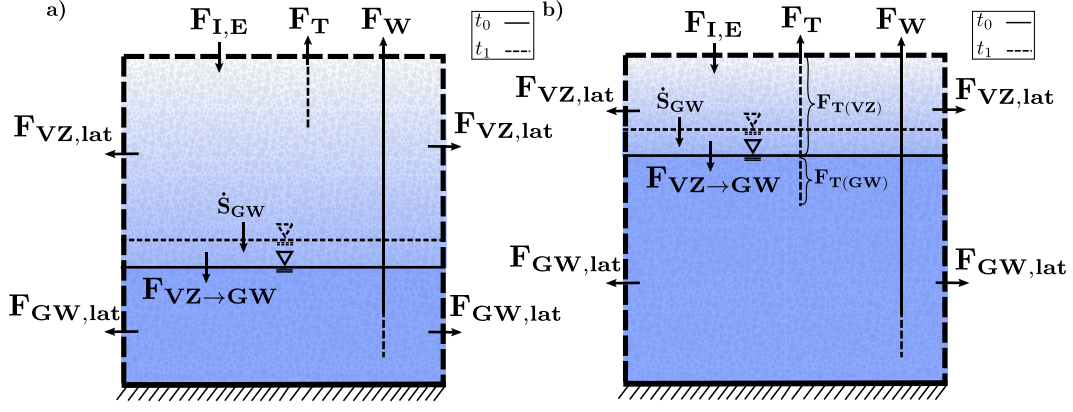 a)
F_I,E
F_T
F_W
t_0
t_1
F_VZ,lat
F_VZ,lat
Ṡ_GW
F_VZ→GW
F_GW,lat
F_GW,lat
b)
F_I,E
F_T
F_W
t_0
t_1
F_VZ,lat
F_VZ,lat
Ṡ_GW
F_T(VZ)
F_VZ→GW
F_T(GW)
F_GW,lat
F_GW,lat